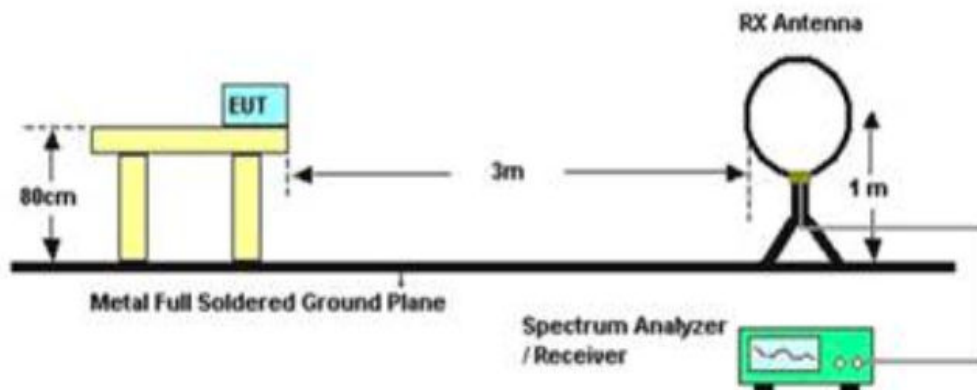 RX Antenna
EUT
80cm
3m
1 m
Metal Full Soldered Ground Plane
Spectrum Analyzer
/ Receiver